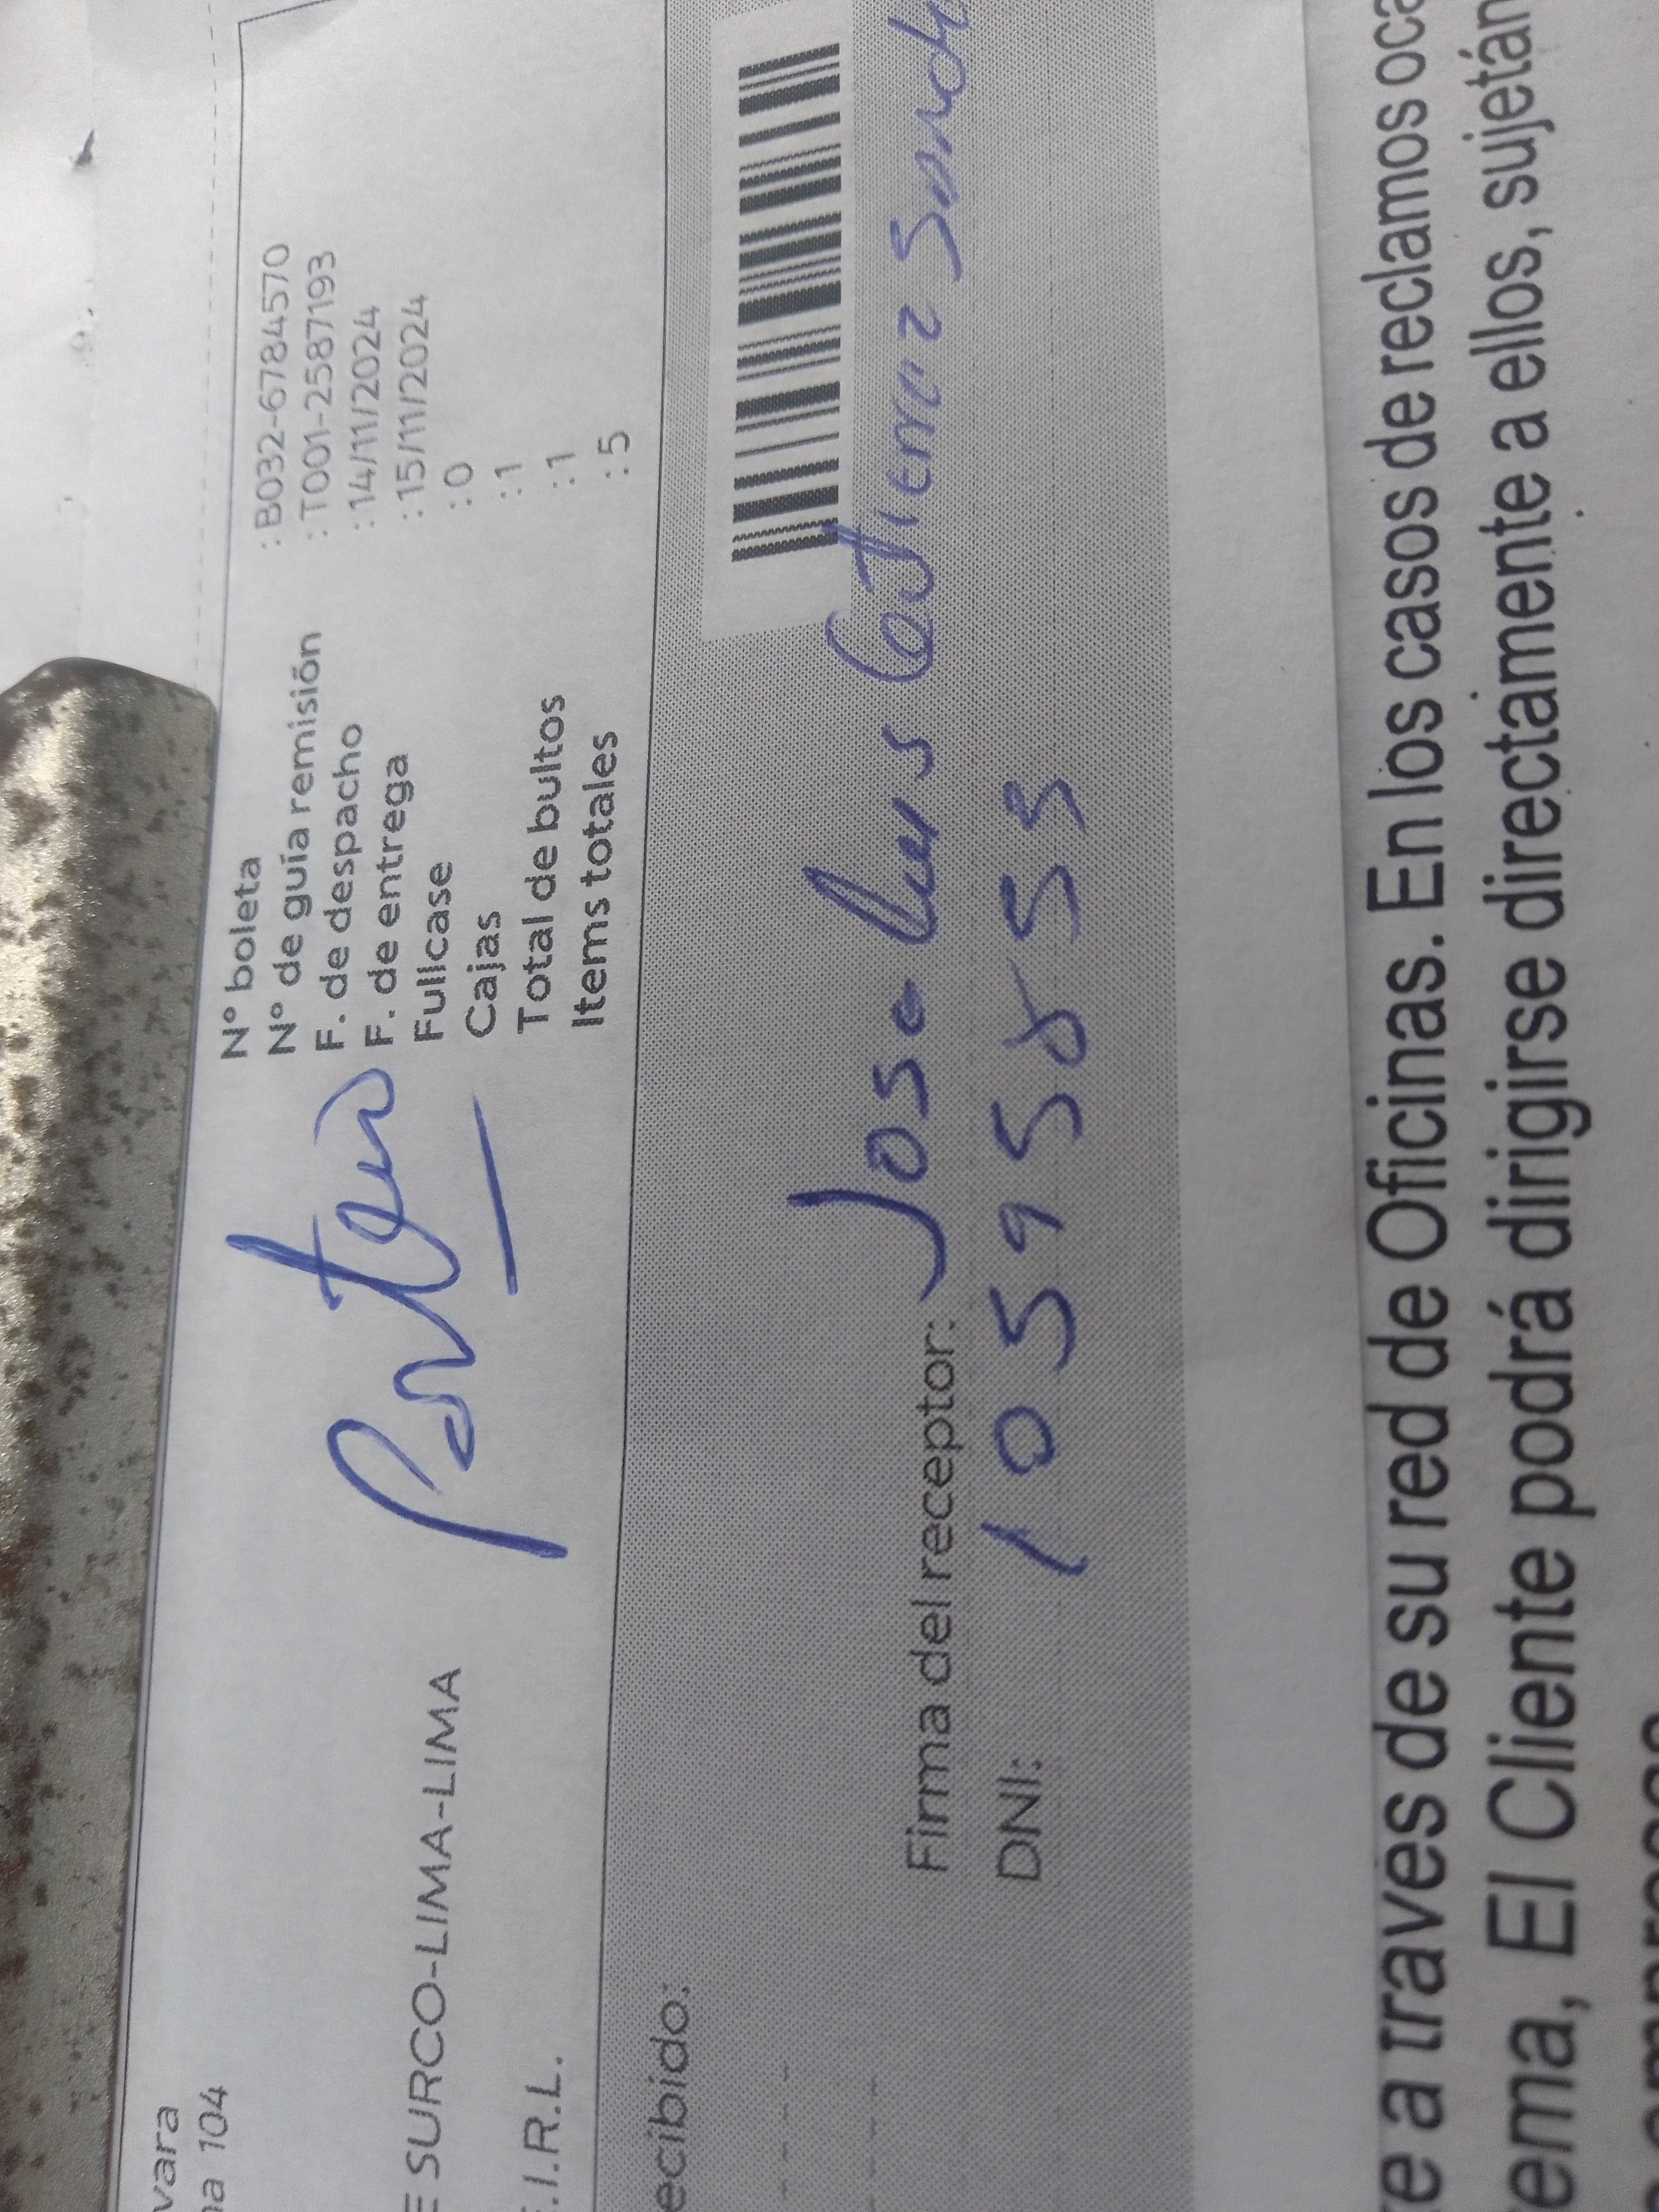 vara
na 104
E SURCO-LIMA-LIMA
E.I.R.L.
N° boleta : B032-6784570
N° de guía remisión : T001-2587193
F. de despacho : 14/11/2024
F. de entrega : 15/11/2024
Fullcase : 0
Cajas : 1
Total de bultos : 1
Items totales : 5
ecibido:
Firma del receptor: Jose Luis
DNI: 10595855
e a traves de su red de Oficinas. En los casos de reclamos oca
ema, El Cliente podrá dirigirse directamente a ellos, sujetán